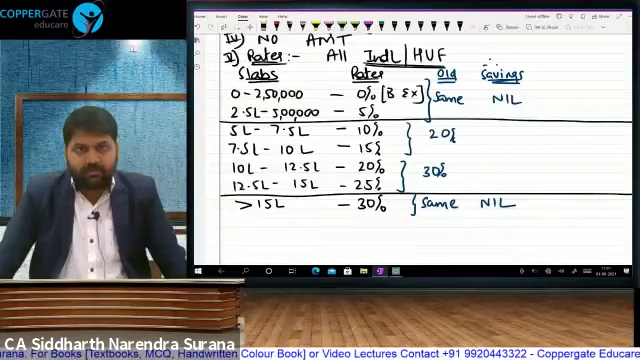 COPPERGATE
educare
IV) NO AMT
V) Rates:- All Indl | HUF
Slabs Rates Old Savings
0-2,50,000 - 0% [B Ex] Same NIL
2.5L-5,00,000 - 5%
5L-7.5L - 10% 20%
7.5L-10L - 15%
10L-12.5L - 20% 30%
12.5L-15L - 25%
>15L - 30% Same NIL
CA Siddharth Narendra Surana
Surana. For Books [Textbooks, MCQ, Handwritten Colour Book] or Video Lectures Contact +91 9920443322 - Coppergate Educare